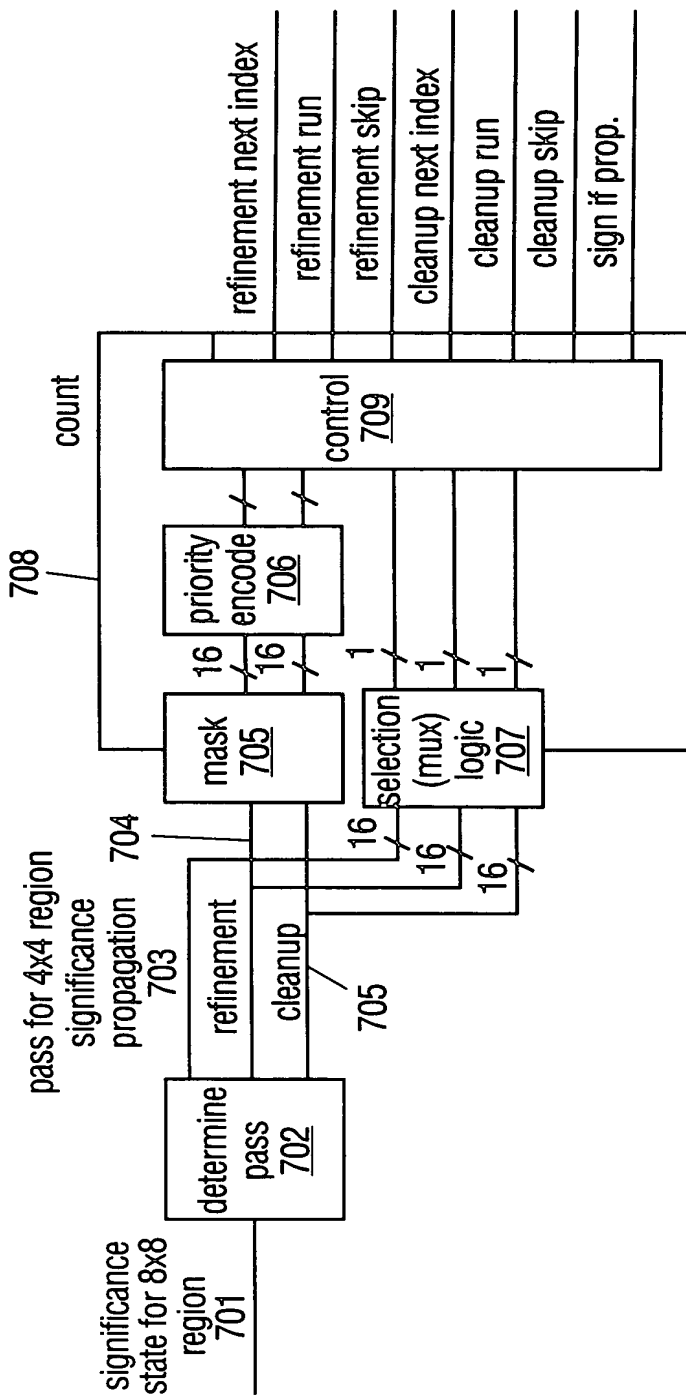 significance
state for 8x8
region
701
determine
pass
702
pass for 4x4 region
significance
propagation
703
refinement
cleanup
704
705
mask
705
16
16
priority
encode
706
708
count
16
16
16
selection
(mux)
logic
707
1
1
1
control
709
refinement next index
refinement run
refinement skip
cleanup next index
cleanup run
cleanup skip
sign if prop.